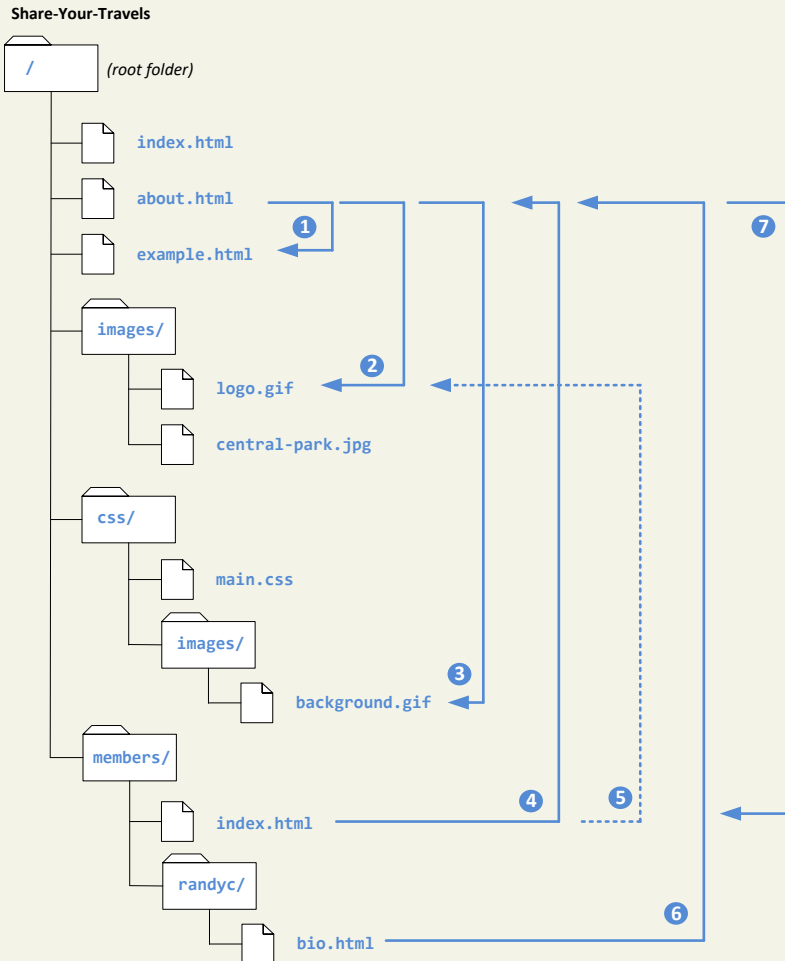 Share-Your-Travels
/ (root folder)
index.html
about.html
1
7
example.html
images/
2
logo.gif
central-park.jpg
css/
main.css
images/
3
background.gif
members/
4
5
index.html
randyc/
6
bio.html